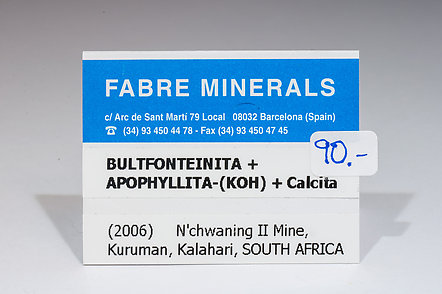 FABRE MINERALS
c/ Arc de Sant Martí 79 Local 08032 Barcelona (Spain)
☎ (34) 93 450 44 78 - Fax (34) 93 450 47 45
90.-
BULTFONTEINITA +
APOPHYLLITA-(KOH) + Calcita
(2006) N'chwaning II Mine,
Kuruman, Kalahari, SOUTH AFRICA